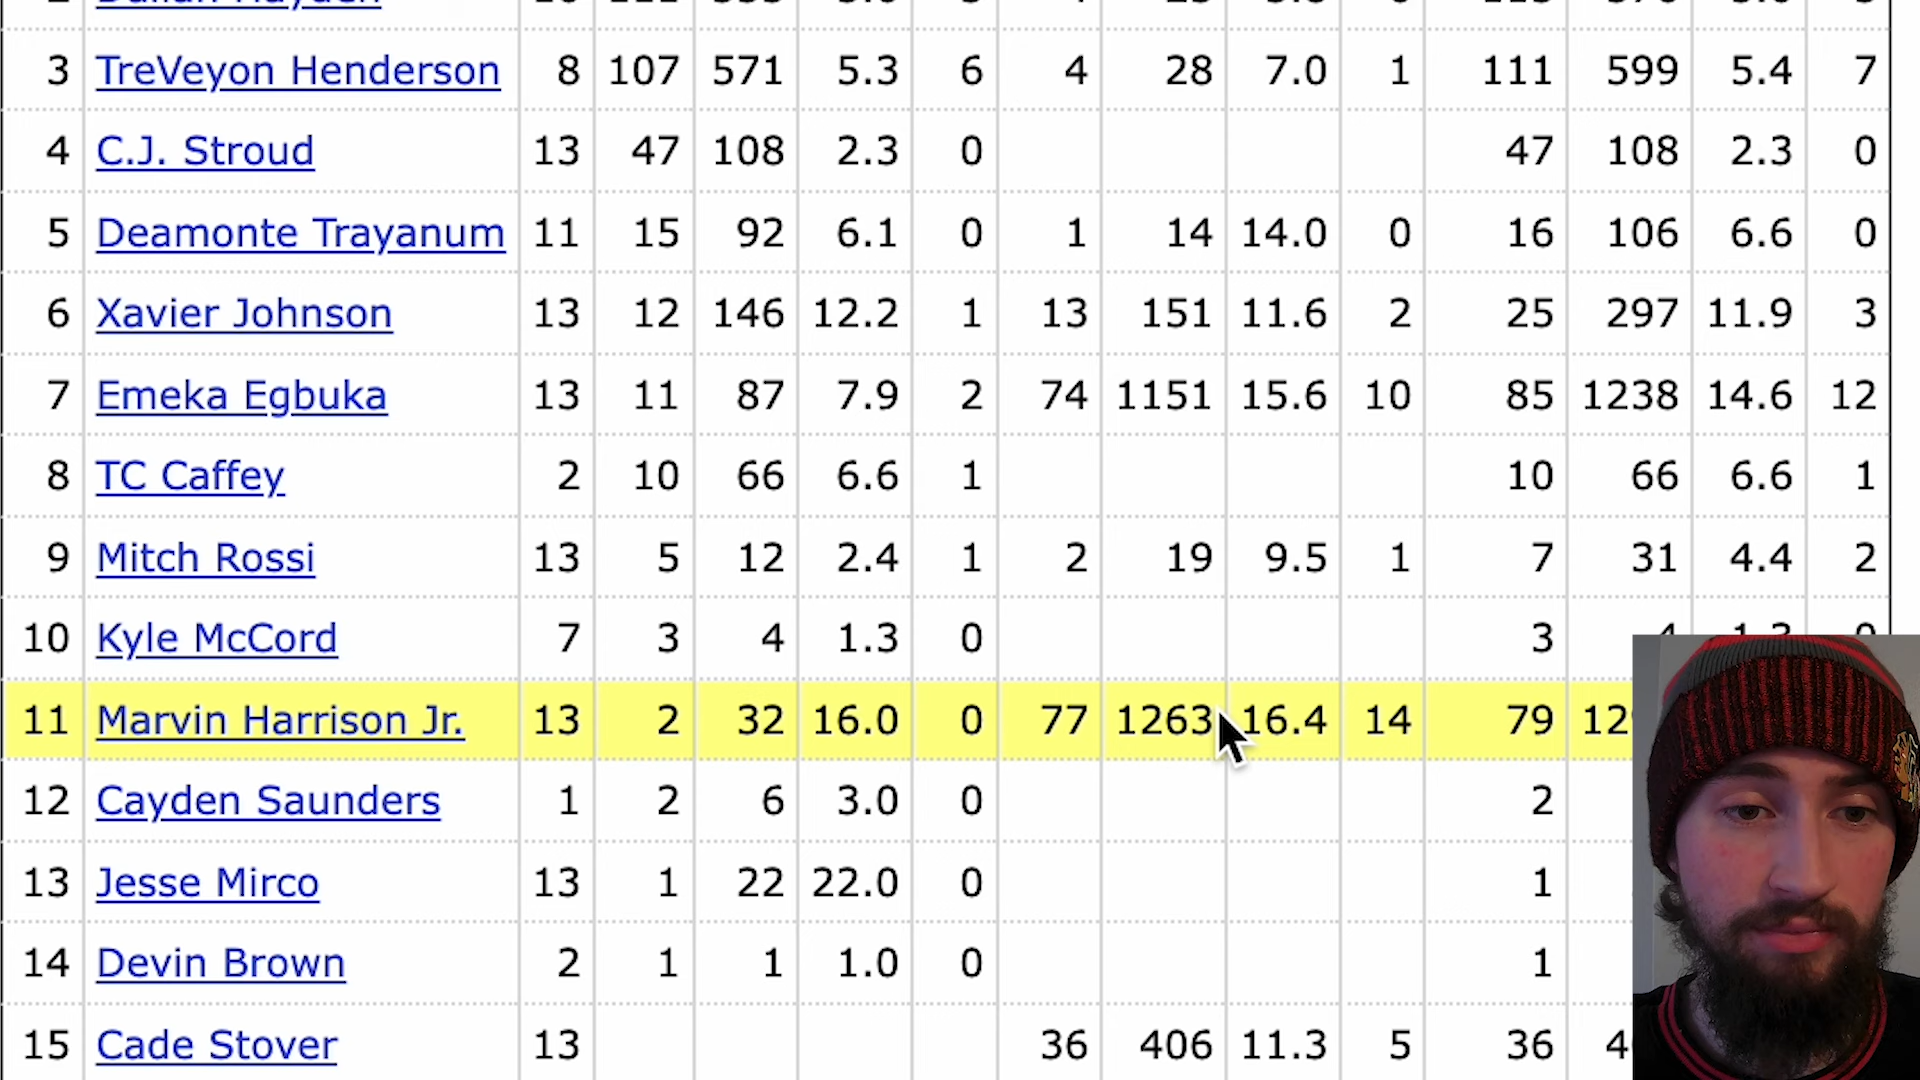 3 TreVeyon Henderson 8 107 571 5.3 6 4 28 7.0 1 111 599 5.4 7
4 C.J. Stroud 13 47 108 2.3 0 47 108 2.3 0
5 Deamonte Trayanum 11 15 92 6.1 0 1 14 14.0 0 16 106 6.6 0
6 Xavier Johnson 13 12 146 12.2 1 13 151 11.6 2 25 297 11.9 3
7 Emeka Egbuka 13 11 87 7.9 2 74 1151 15.6 10 85 1238 14.6 12
8 TC Caffey 2 10 66 6.6 1 10 66 6.6 1
9 Mitch Rossi 13 5 12 2.4 1 2 19 9.5 1 7 31 4.4 2
10 Kyle McCord 7 3 4 1.3 0 3
11 Marvin Harrison Jr. 13 2 32 16.0 0 77 1263 16.4 14 79
12 Cayden Saunders 1 2 6 3.0 0 2
13 Jesse Mirco 13 1 22 22.0 0 1
14 Devin Brown 2 1 1 1.0 0 1
15 Cade Stover 13 36 406 11.3 5 36